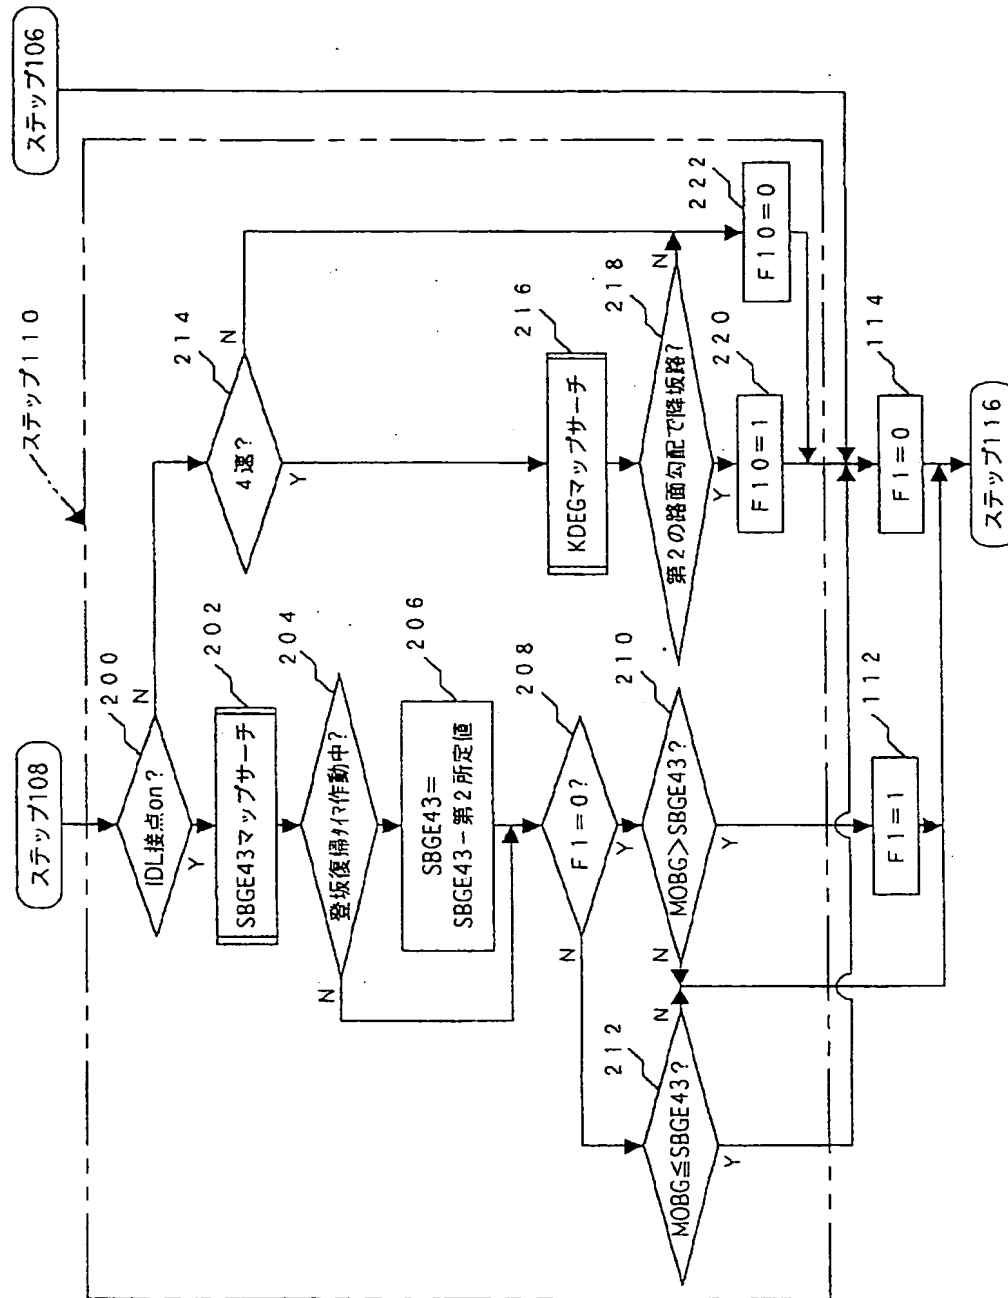 ステップ108
ステップ106
ステップ110
200
IDL接点on?
N
Y
214
4速?
N
Y
202
SBGE43マップサーチ
204
登坂復帰タイマ作動中?
N
206
SBGE43=
SBGE43-第2所定値
208
F1=0?
N
Y
210
MOBG>SBGE43?
N
Y
212
MOBG≦SBGE43?
N
Y
216
KDEGマップサーチ
218
第2の路面勾配で降坂路?
N
Y
220
F10=1
222
F10=0
112
F1=1
114
F1=0
ステップ116